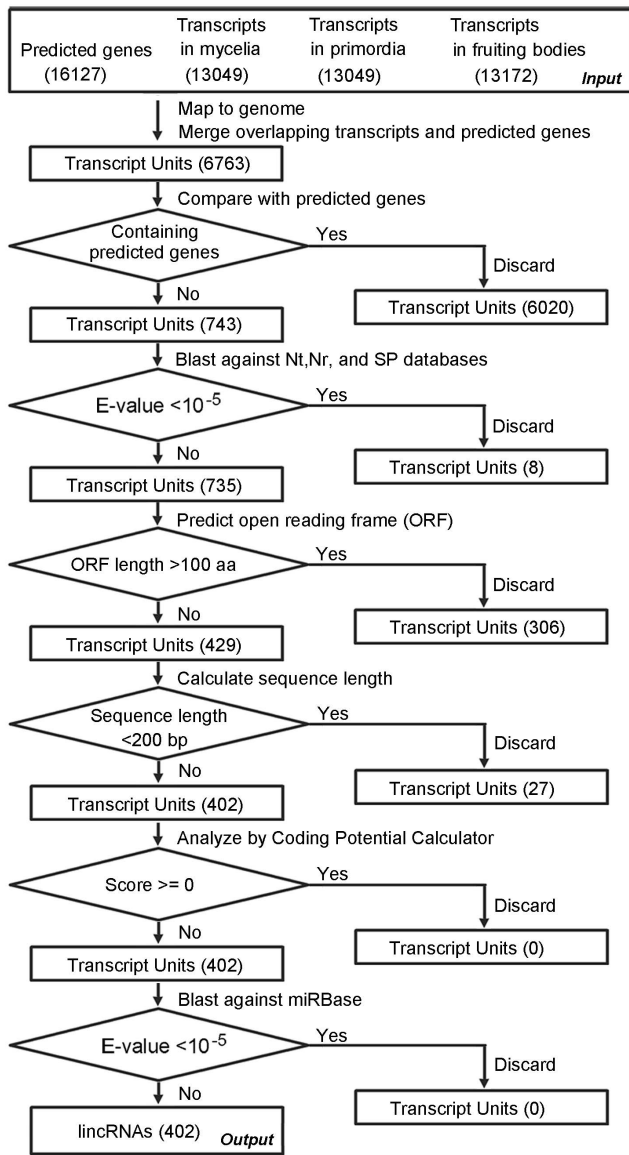 Predicted genes
(16127)
Transcripts
in mycelia
(13049)
Transcripts
in primordia
(13049)
Transcripts
in fruiting bodies
(13172)
Input
Map to genome
Merge overlapping transcripts and predicted genes
Transcript Units (6763)
Compare with predicted genes
Containing
predicted genes
Yes
Discard
No
Transcript Units (6020)
Transcript Units (743)
Blast against Nt,Nr, and SP databases
E-value <10⁻⁵
Yes
Discard
No
Transcript Units (8)
Transcript Units (735)
Predict open reading frame (ORF)
ORF length >100 aa
Yes
Discard
No
Transcript Units (306)
Transcript Units (429)
Calculate sequence length
Sequence length
<200 bp
Yes
Discard
No
Transcript Units (27)
Transcript Units (402)
Analyze by Coding Potential Calculator
Score >= 0
Yes
Discard
No
Transcript Units (0)
Transcript Units (402)
Blast against miRBase
E-value <10⁻⁵
Yes
Discard
No
Transcript Units (0)
lincRNAs (402)
Output